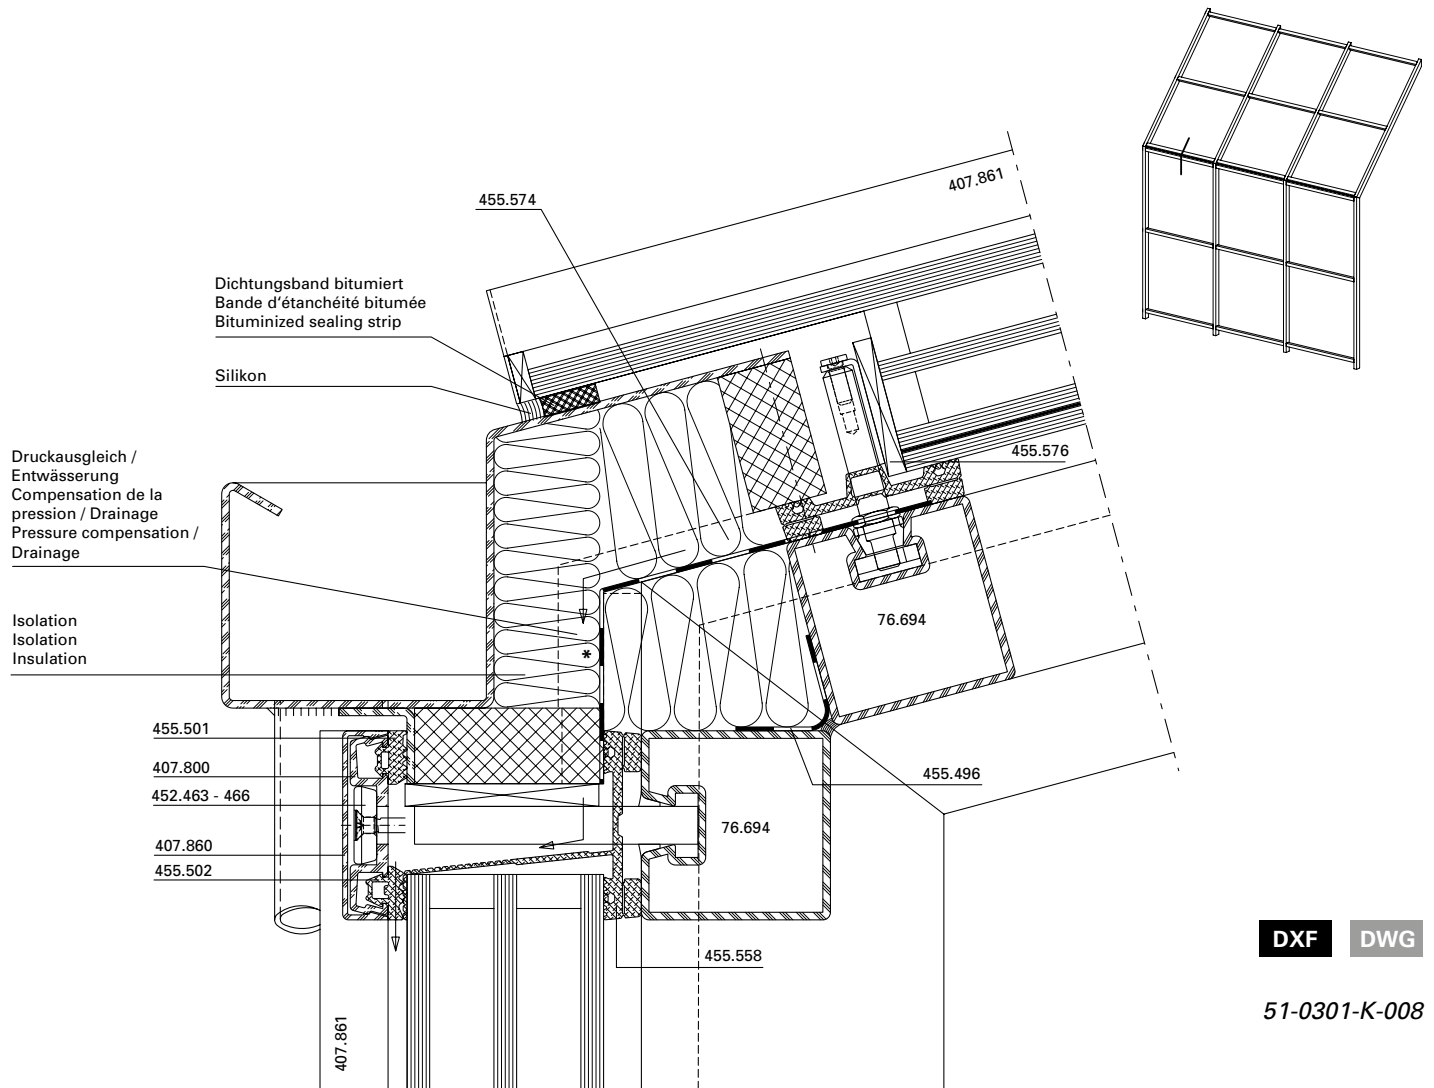 407.861
455.574
Dichtungsband bitumiert
Bande d'étanchéité bitumée
Bituminized sealing strip
Silikon
Druckausgleich /
Entwässerung
Compensation de la
pression / Drainage
Pressure compensation /
Drainage
455.576
76.694
Isolation
Isolation
Insulation
*
455.501
407.800
452.463 - 466
407.860
455.502
455.496
76.694
455.558
407.861
DXF DWG
51-0301-K-008